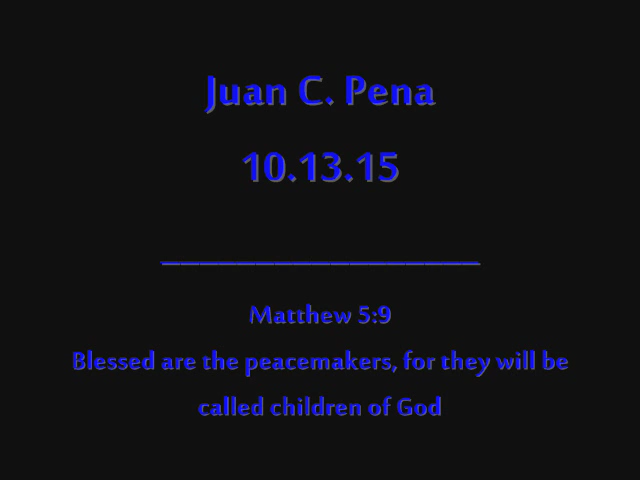 Juan C. Pena
10.13.15
Matthew 5:9
Blessed are the peacemakers, for they will be
called children of God